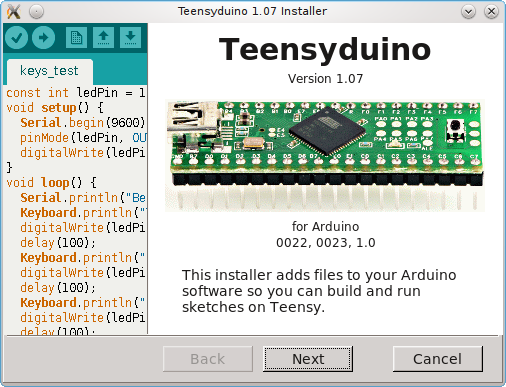 Teensyduino 1.07 Installer
keys_test
const int ledPin = 1
void setup() {
Serial.begin(9600)
pinMode(ledPin, OU
digitalWrite(ledPi
}
void loop() {
Serial.println("Be
Keyboard.println("
digitalWrite(ledPi
delay(100);
Keyboard.println("
digitalWrite(ledPi
delay(100);
Keyboard.println("
digitalWrite(ledPi
delay(100);
Teensyduino
Version 1.07
for Arduino
0022, 0023, 1.0
This installer adds files to your Arduino
software so you can build and run
sketches on Teensy.
Back
Next
Cancel